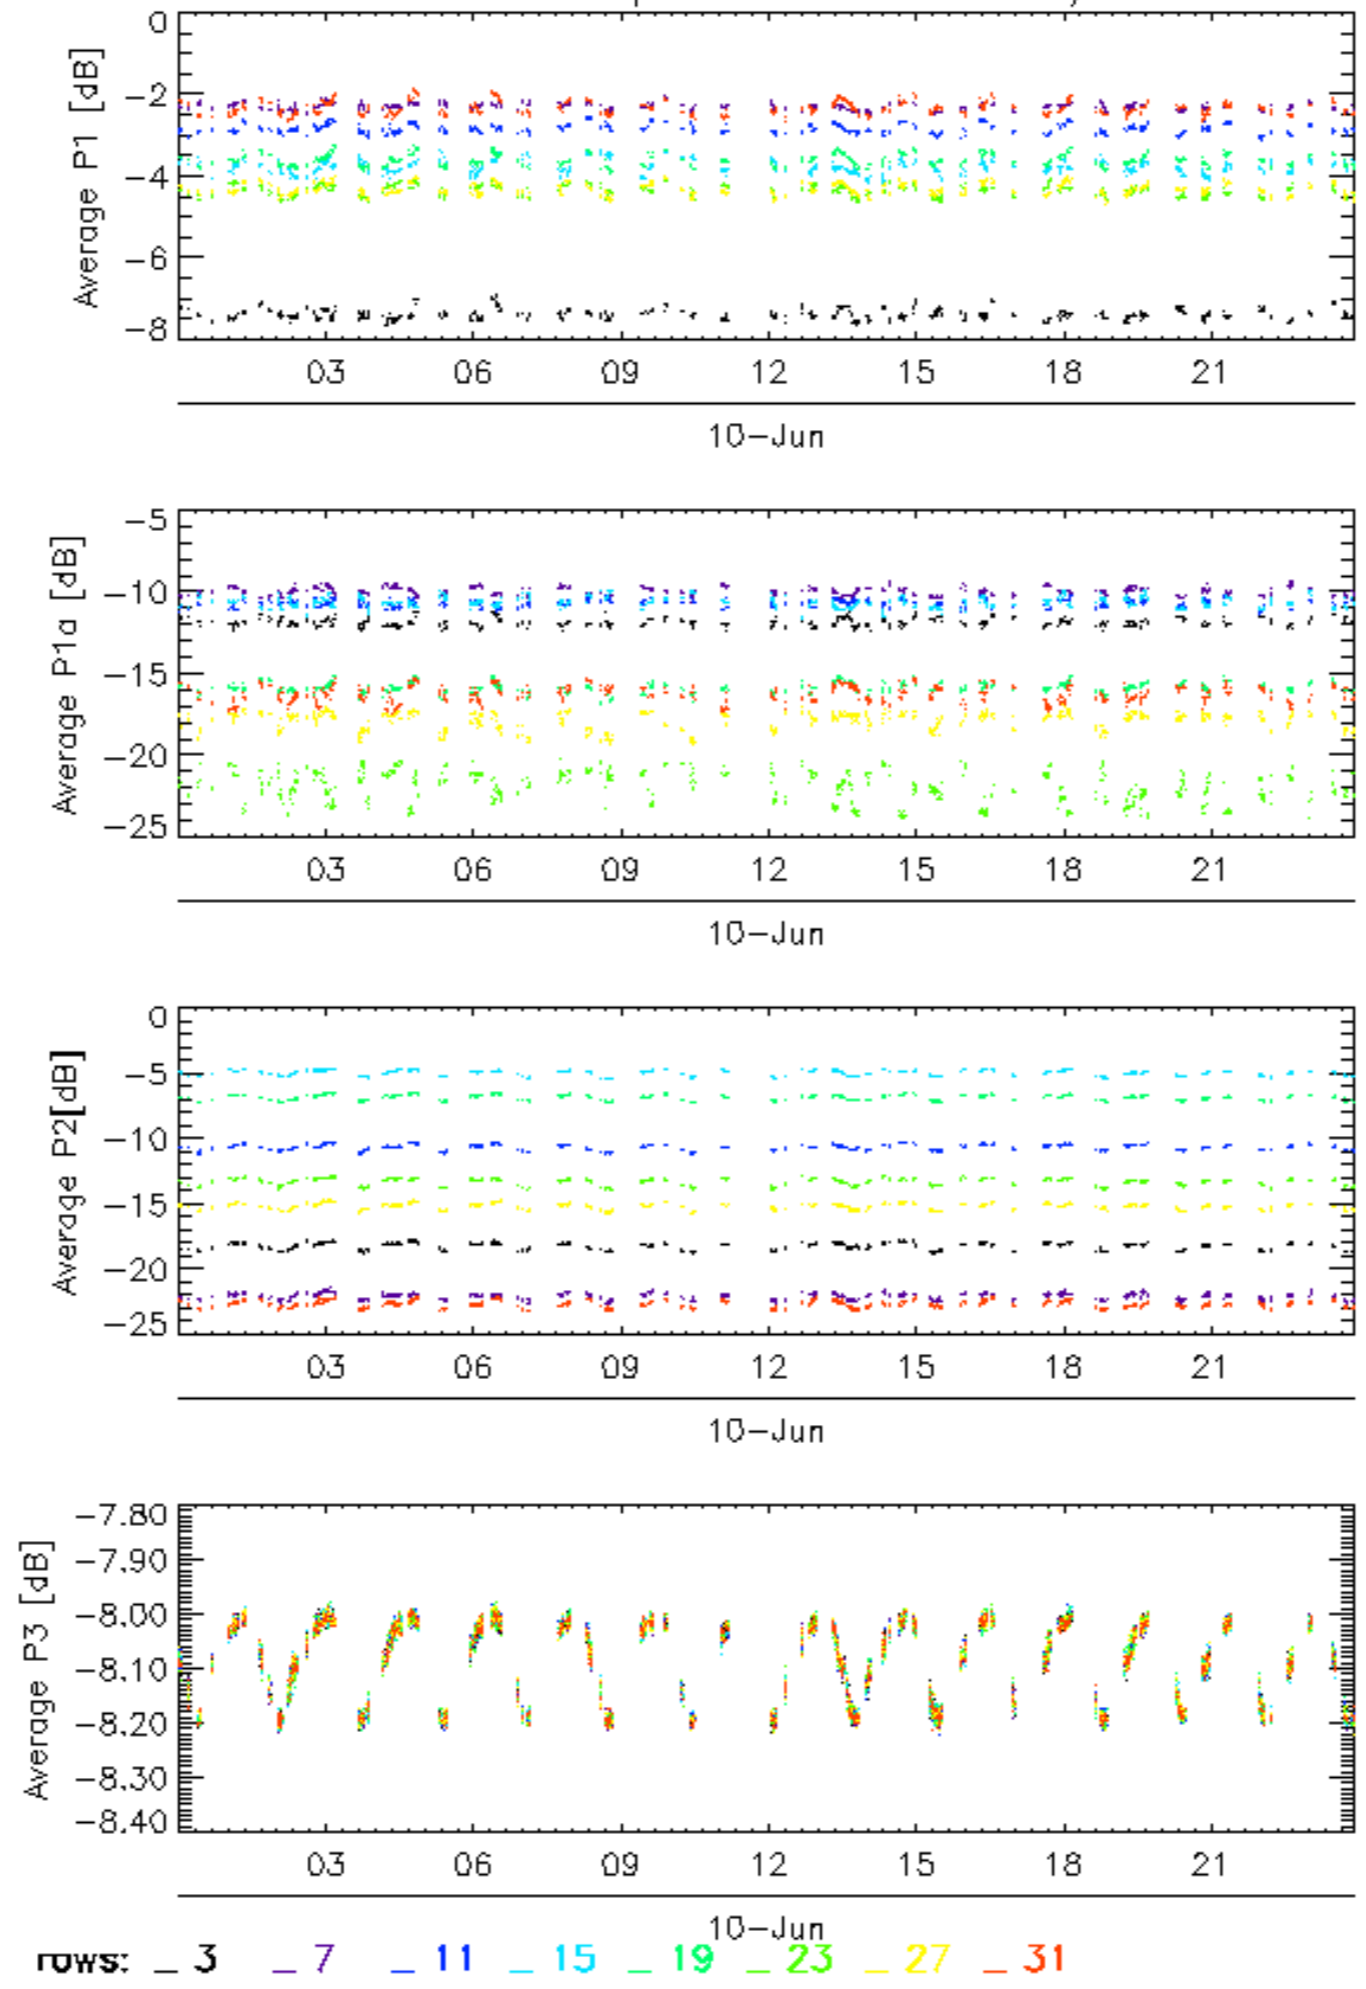 0
−2
−4
−6
−8
Average P1 [dB]
03 06 09 12 15 18 21
10−Jun
−5
−10
−15
−20
−25
Average P1a [dB]
03 06 09 12 15 18 21
10−Jun
0
−5
−10
−15
−20
−25
Average P2[dB]
03 06 09 12 15 18 21
10−Jun
−7.80
−7.90
−8.00
−8.10
−8.20
−8.30
−8.40
Average P3 [dB]
03 06 09 12 15 18 21
10−Jun
rows: _ 3 _ 7 _ 11 _ 15 _ 19 _ 23 _ 27 _ 31